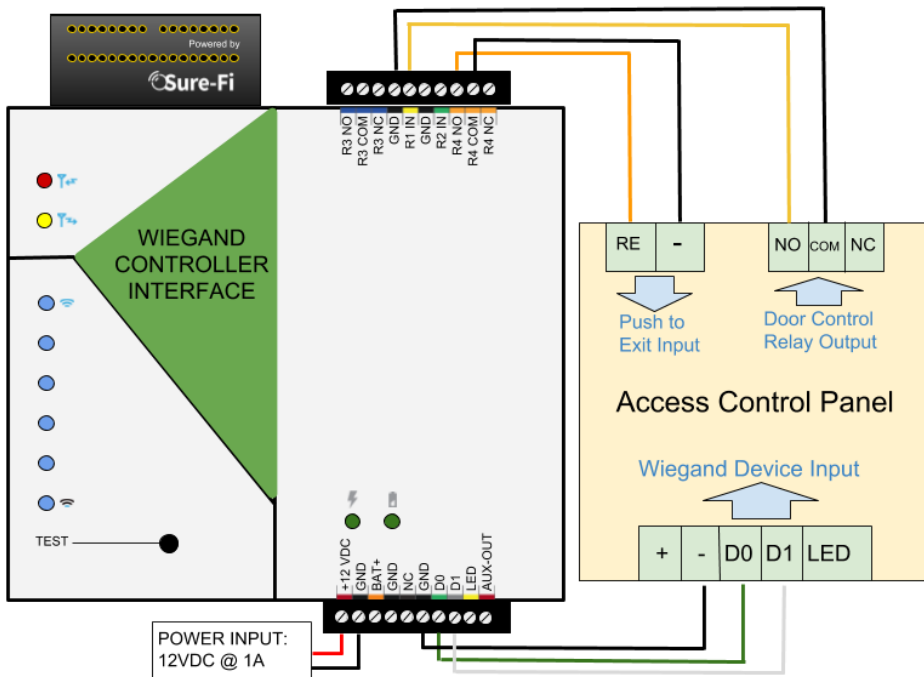 Powered by
Sure-Fi
R3 NO
R3 COM
R3 NC
GND
R1 IN
GND
R2 IN
R4 NO
R4 COM
R4 NC
WIEGAND
CONTROLLER
INTERFACE
TEST
+12 VDC
GND
BAT+
GND
NC
GND
D0
D1
LED
AUX-OUT
POWER INPUT:
12VDC @ 1A
RE -
NO COM NC
Push to
Exit Input
Door Control
Relay Output
Access Control Panel
Wiegand Device Input
+ - D0 D1 LED